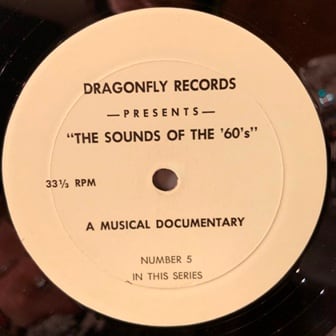 DRAGONFLY RECORDS
—PRESENTS—
"THE SOUNDS OF THE '60's"
33⅓ RPM
A MUSICAL DOCUMENTARY
NUMBER 5
IN THIS SERIES